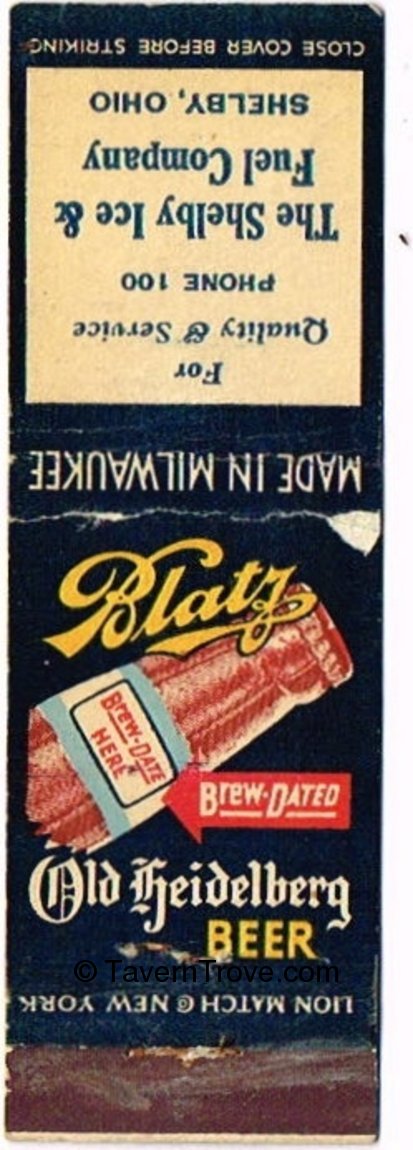 CLOSE COVER BEFORE STRIKING
For
Quality & Service
PHONE 100
The Shelby Ice &
Fuel Company
SHELBY, OHIO
MADE IN MILWAUKEE
Blatz
BREW-DATE
HERE
BREW-DATED
Old Heidelberg
BEER
© TavernTrove.com
LION MATCH © NEW YORK